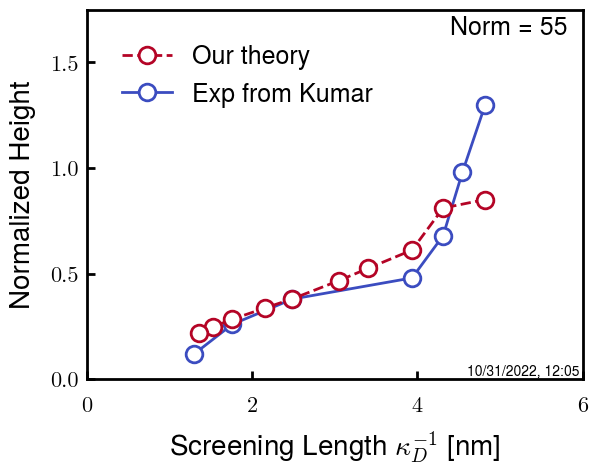 Norm = 55
Our theory
Exp from Kumar
Normalized Height
1.5
1.0
0.5
0.0
10/31/2022, 12:05
0 2 4 6
Screening Length $\kappa_D^{-1}$ [nm]